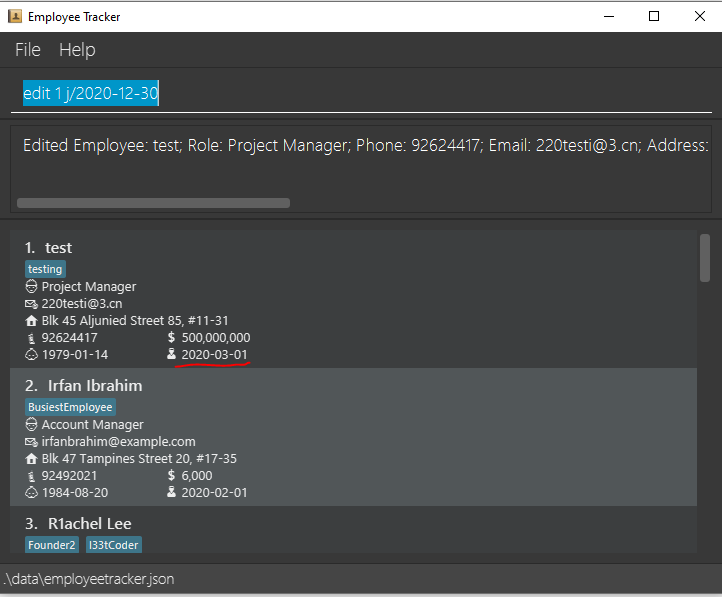 Employee Tracker
File Help
edit 1 j/2020-12-30
Edited Employee: test; Role: Project Manager; Phone: 92624417; Email: 220testi@3.cn; Address:
1. test
testing
Project Manager
220testi@3.cn
Blk 45 Aljunied Street 85, #11-31
92624417 $ 500,000,000
1979-01-14 2020-03-01
2. Irfan Ibrahim
BusiestEmployee
Account Manager
irfanbrahim@example.com
Blk 47 Tampines Street 20, #17-35
92492021 $ 6,000
1984-08-20 2020-02-01
3. R1achel Lee
Founder2 l33tCoder
.\data\employeetracker.json